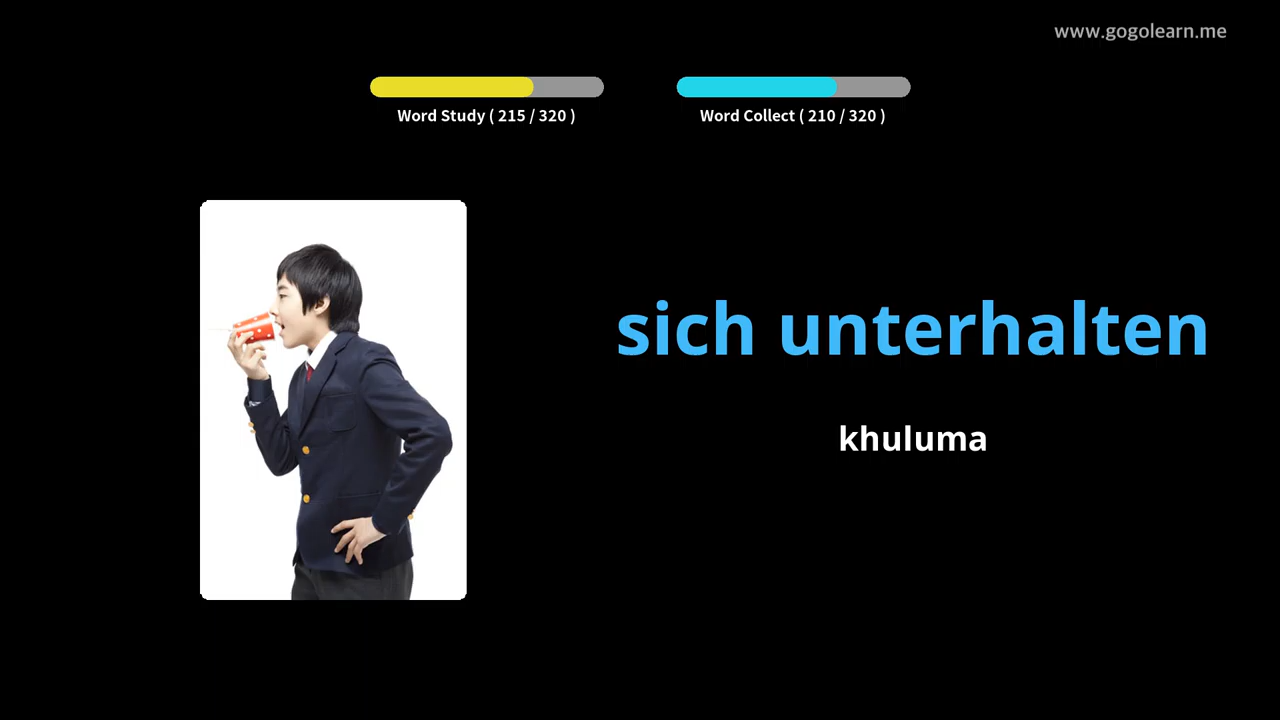 www.gogolearn.me
Word Study ( 215 / 320 )
Word Collect ( 210 / 320 )
sich unterhalten
khuluma